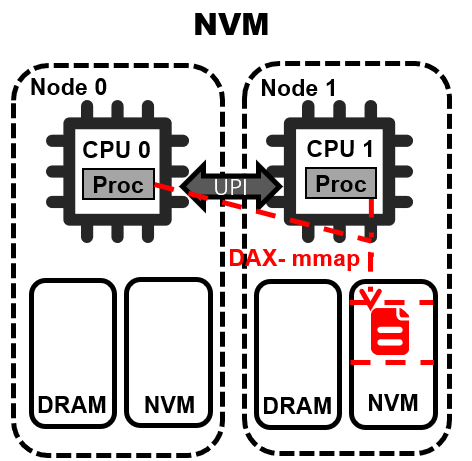 NVM
Node 0
Node 1
CPU 0
Proc
UPI
CPU 1
Proc
DAX- mmap
DRAM
NVM
DRAM
NVM